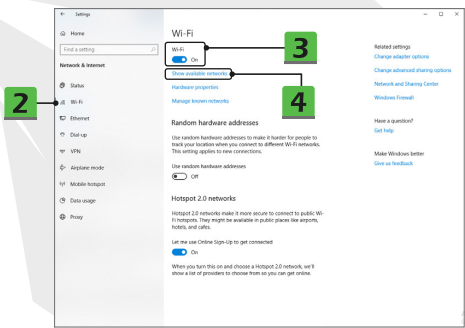 Settings
Home
Find a setting
Network & Internet
Status
Wi-Fi
Ethernet
Dial-up
VPN
Airplane mode
Mobile hotspot
Data usage
Proxy
2
Wi-Fi
Wi-Fi
On
3
Show available networks
4
Hardware properties
Manage known networks
Random hardware addresses
Use random hardware addresses to make it harder for people to
track your location when you connect to different Wi-Fi networks.
This setting applies to new connections.
Use random hardware addresses
Off
Hotspot 2.0 networks
Hotspot 2.0 networks make it more secure to connect to public Wi-
Fi hotspots. They might be available in public places like airports,
hotels, and cafes.
Let me use Online Sign-Up to get connected
On
When you turn this on and choose a Hotspot 2.0 network, we'll
show a list of providers to choose from so you can get online.
Related settings
Change adapter options
Change advanced sharing options
Network and Sharing Center
Windows Firewall
Have a question?
Get help
Make Windows better
Give us feedback